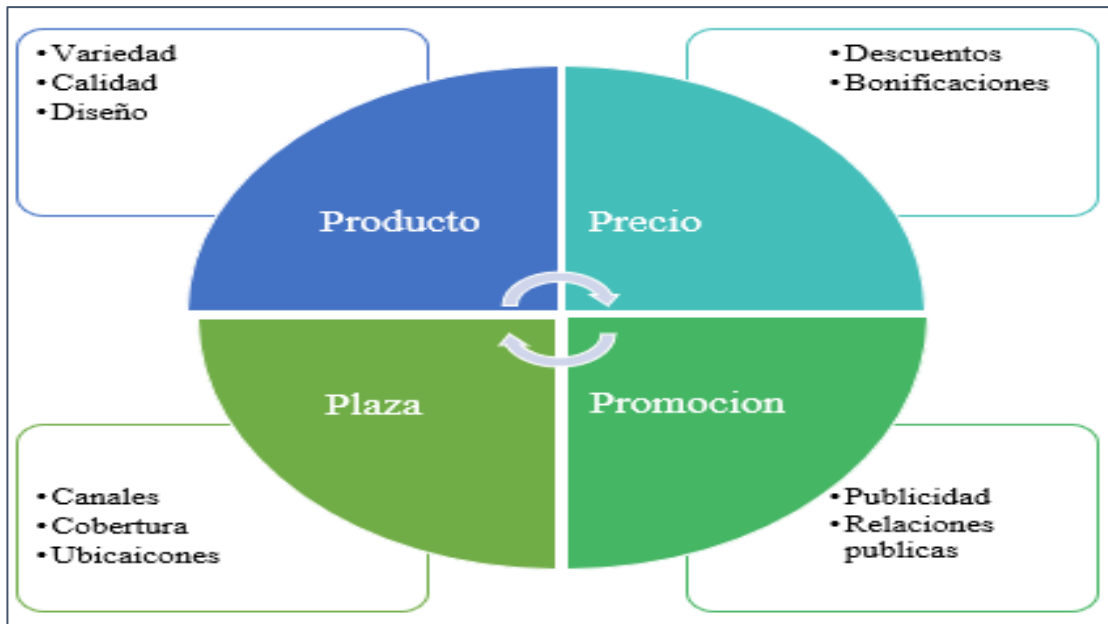 • Variedad
• Calidad
• Diseño
• Descuentos
• Bonificaciones
Producto
Precio
Plaza
Promocion
• Canales
• Cobertura
• Ubicaicones
• Publicidad
• Relaciones
publicas